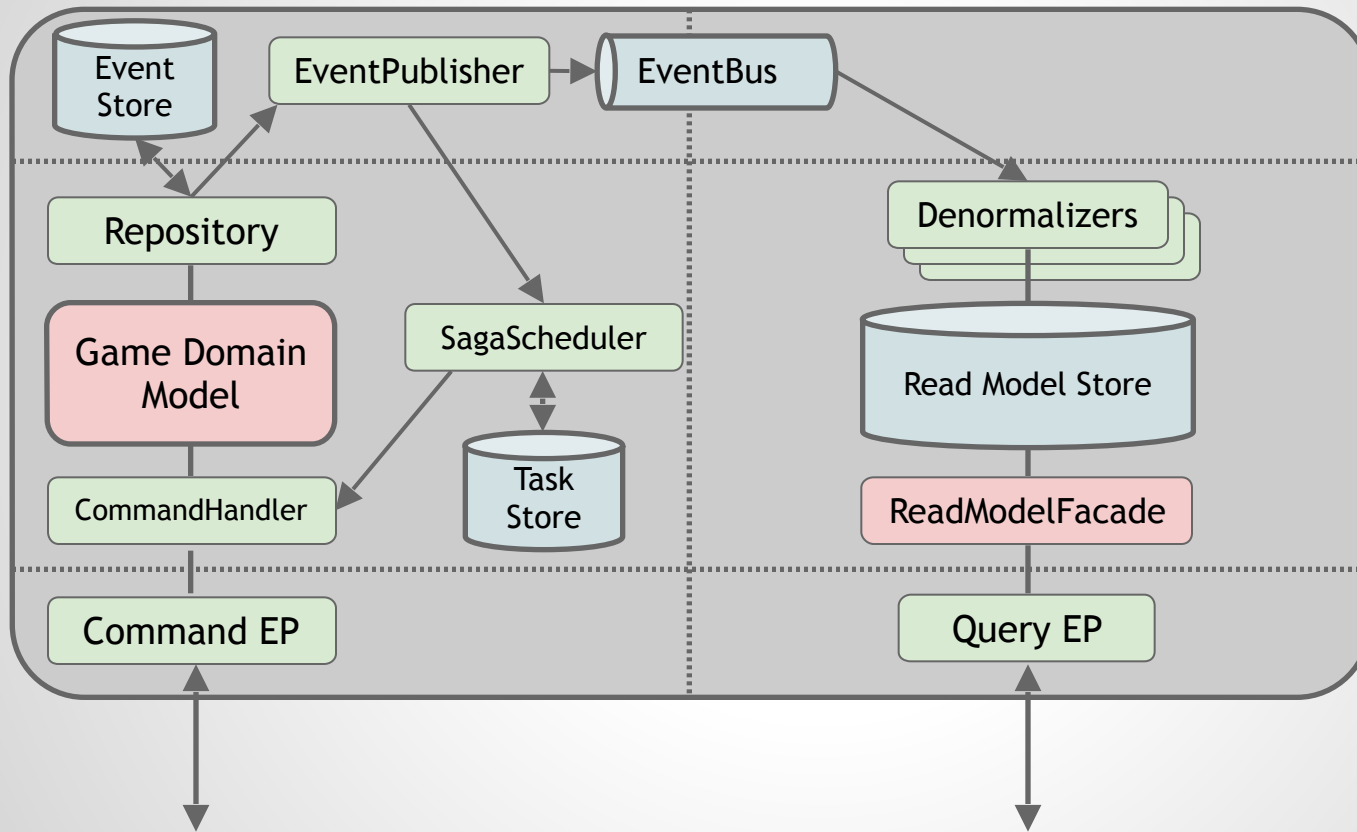 Event
Store
EventPublisher
EventBus
Repository
Denormalizers
Game Domain
Model
SagaScheduler
Read Model Store
Task
Store
CommandHandler
ReadModelFacade
Command EP
Query EP